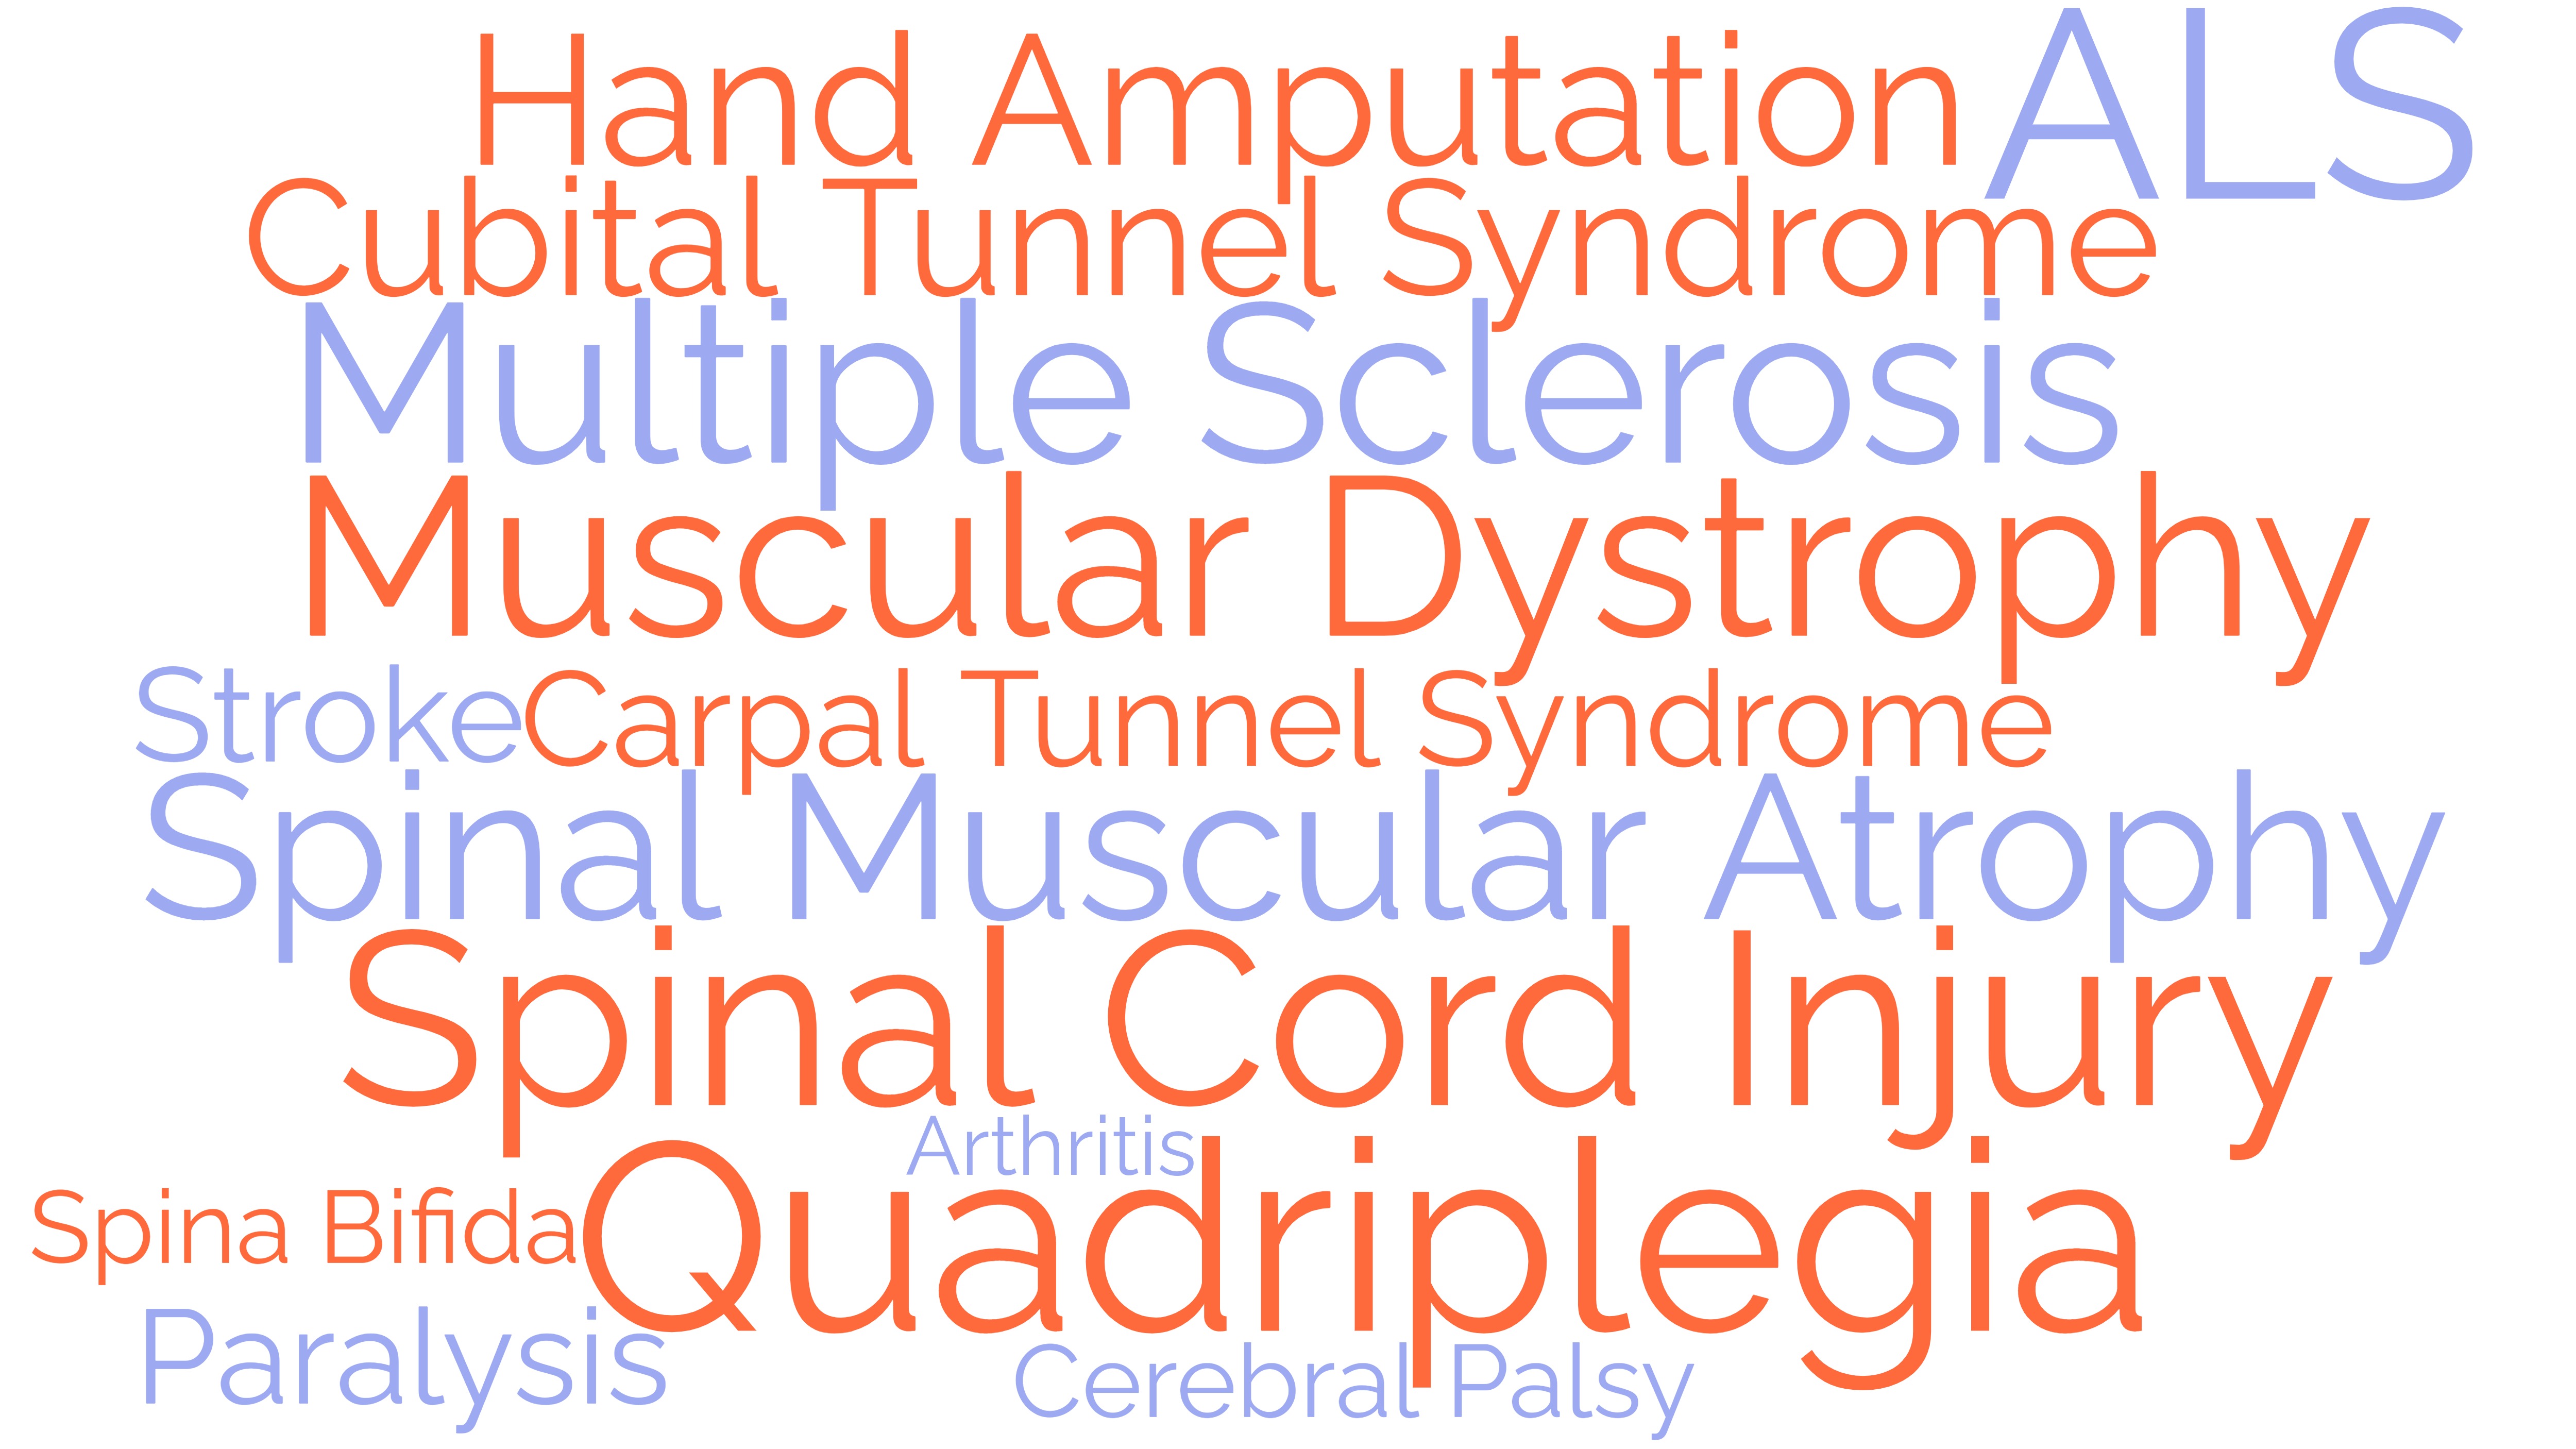 Hand Amputation ALS
Cubital Tunnel Syndrome
Multiple Sclerosis
Muscular Dystrophy
Stroke Carpal Tunnel Syndrome
Spinal Muscular Atrophy
Spinal Cord Injury
Arthritis
Spina Bifida Quadriplegia
Paralysis Cerebral Palsy